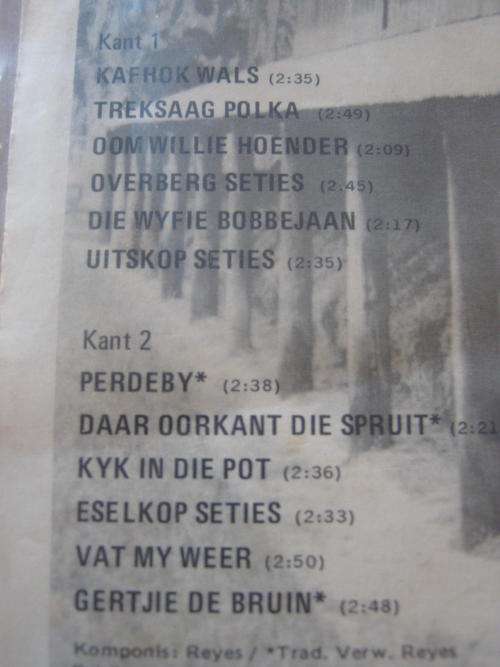 Kant 1
KAFHOK WALS (2:35)
TREKSAAG POLKA (2:49)
OOM WILLIE HOENDER (2:09)
OVERBERG SETIES (2.45)
DIE WYFIE BOBBEJAAN (2:17)
UITSKOP SETIES (2:35)
Kant 2
PERDEBY* (2:38)
DAAR OORKANT DIE SPRUIT* (2:21
KYK IN DIE POT (2:36)
ESELKOP SETIES (2:33)
VAT MY WEER (2:50)
GERTJIE DE BRUIN* (2:48)
Komponis: Reyes / *Trad. Verw. Reyes